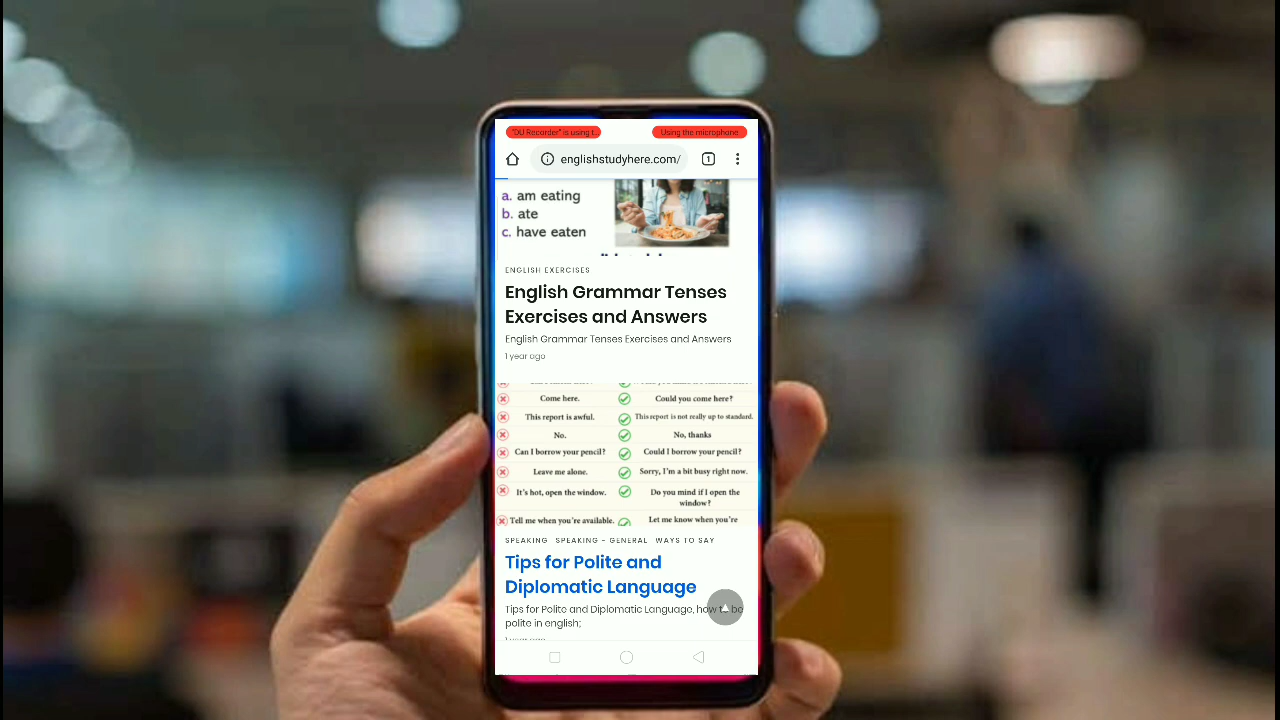 "DU Recorder" is using t... Using the microphone
englishstudyhere.com/ 1
a. am eating
b. ate
c. have eaten
ENGLISH EXERCISES
English Grammar Tenses
Exercises and Answers
English Grammar Tenses Exercises and Answers
1 year ago
Come here. Could you come here?
This report is awful. This report is not really up to standard.
No. No, thanks
Can I borrow your pencil? Could I borrow your pencil?
Leave me alone. Sorry, I'm a bit busy right now.
It's hot, open the window. Do you mind if I open the
window?
Tell me when you're available. Let me know when you're
SPEAKING SPEAKING - GENERAL WAYS TO SAY
Tips for Polite and
Diplomatic Language
Tips for Polite and Diplomatic Language, how to be
polite in english;
1 year ago